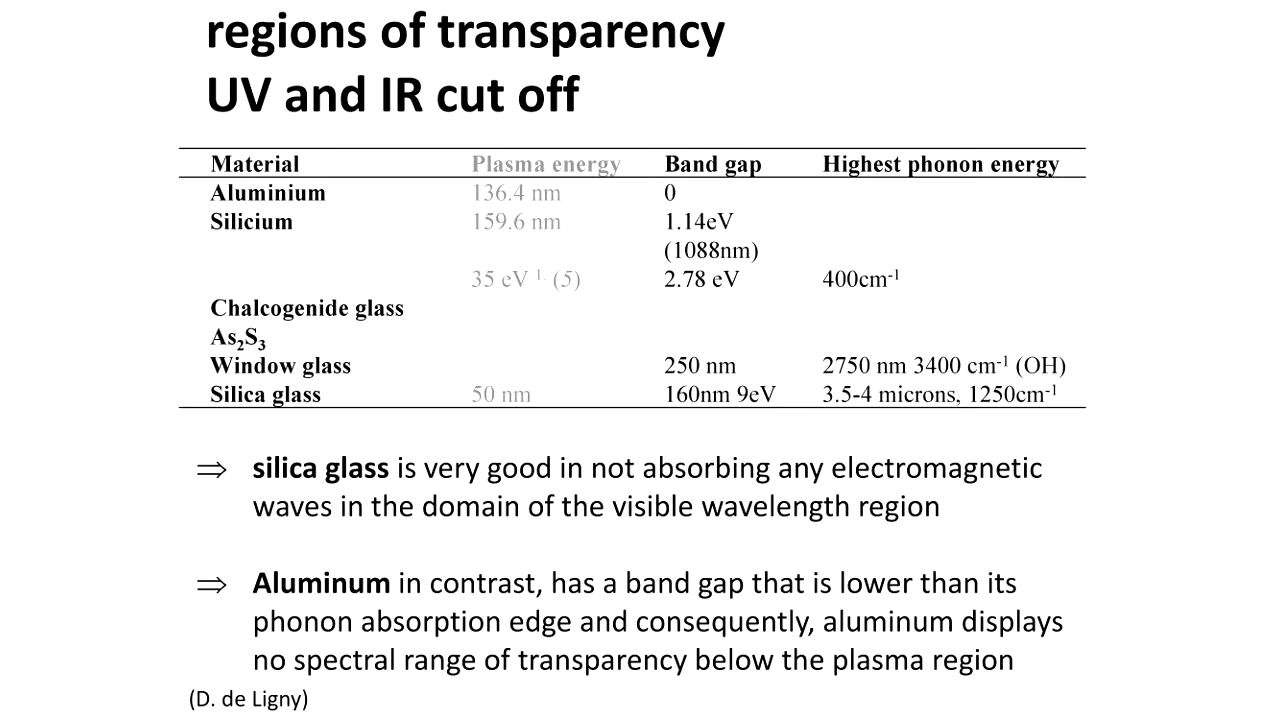 regions of transparency
UV and IR cut off
Material Plasma energy Band gap Highest phonon energy
Aluminium 136.4 nm 0
Silicium 159.6 nm 1.14eV
(1088nm)
35 eV ¹· (5) 2.78 eV 400cm⁻¹
Chalcogenide glass
As₂S₃
Window glass 250 nm 2750 nm 3400 cm⁻¹ (OH)
Silica glass 50 nm 160nm 9eV 3.5-4 microns, 1250cm⁻¹
⇒ silica glass is very good in not absorbing any electromagnetic
waves in the domain of the visible wavelength region
⇒ Aluminum in contrast, has a band gap that is lower than its
phonon absorption edge and consequently, aluminum displays
no spectral range of transparency below the plasma region
(D. de Ligny)